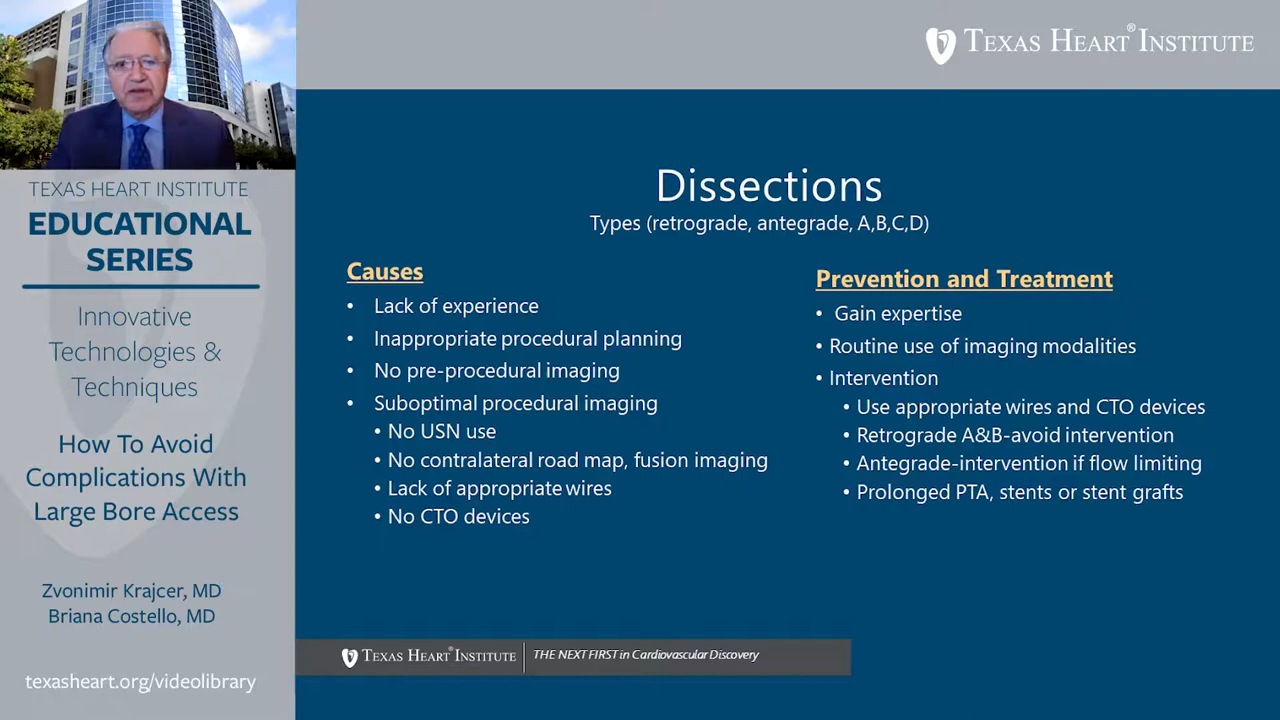 TEXAS HEART® INSTITUTE
TEXAS HEART INSTITUTE
EDUCATIONAL
SERIES
Innovative
Technologies &
Techniques
How To Avoid
Complications With
Large Bore Access
Zvonimir Krajcer, MD
Briana Costello, MD
texasheart.org/videolibrary
Dissections
Types (retrograde, antegrade, A,B,C,D)
Causes
• Lack of experience
• Inappropriate procedural planning
• No pre-procedural imaging
• Suboptimal procedural imaging
• No USN use
• No contralateral road map, fusion imaging
• Lack of appropriate wires
• No CTO devices
Prevention and Treatment
• Gain expertise
• Routine use of imaging modalities
• Intervention
• Use appropriate wires and CTO devices
• Retrograde A&B-avoid intervention
• Antegrade-intervention if flow limiting
• Prolonged PTA, stents or stent grafts
TEXAS HEART® INSTITUTE
THE NEXT FIRST in Cardiovascular Discovery